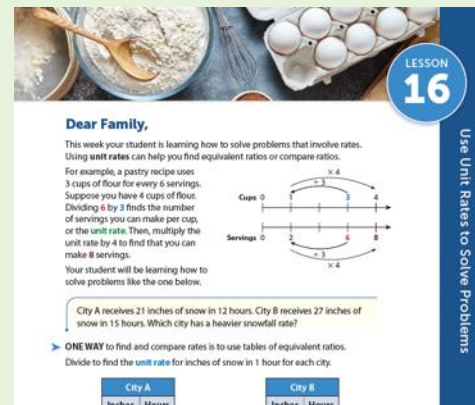 LESSON
16
Use Unit Rates to Solve Problems
Dear Family,
This week your student is learning how to solve problems that involve rates.
Using unit rates can help you find equivalent ratios or compare ratios.
For example, a pastry recipe uses
3 cups of flour for every 6 servings.
Suppose you have 4 cups of flour.
Dividing 6 by 3 finds the number
of servings you can make per cup,
or the unit rate. Then, multiply the
unit rate by 4 to find that you can
make 8 servings.
× 4
÷ 3
Cups 0 1 3 4
Servings 0 2 6 8
÷ 3
× 4
Your student will be learning how to
solve problems like the one below.
City A receives 21 inches of snow in 12 hours. City B receives 27 inches of
snow in 15 hours. Which city has a heavier snowfall rate?
ONE WAY to find and compare rates is to use tables of equivalent ratios.
Divide to find the unit rate for inches of snow in 1 hour for each city.
City A City B
Inches Hours Inches Hours